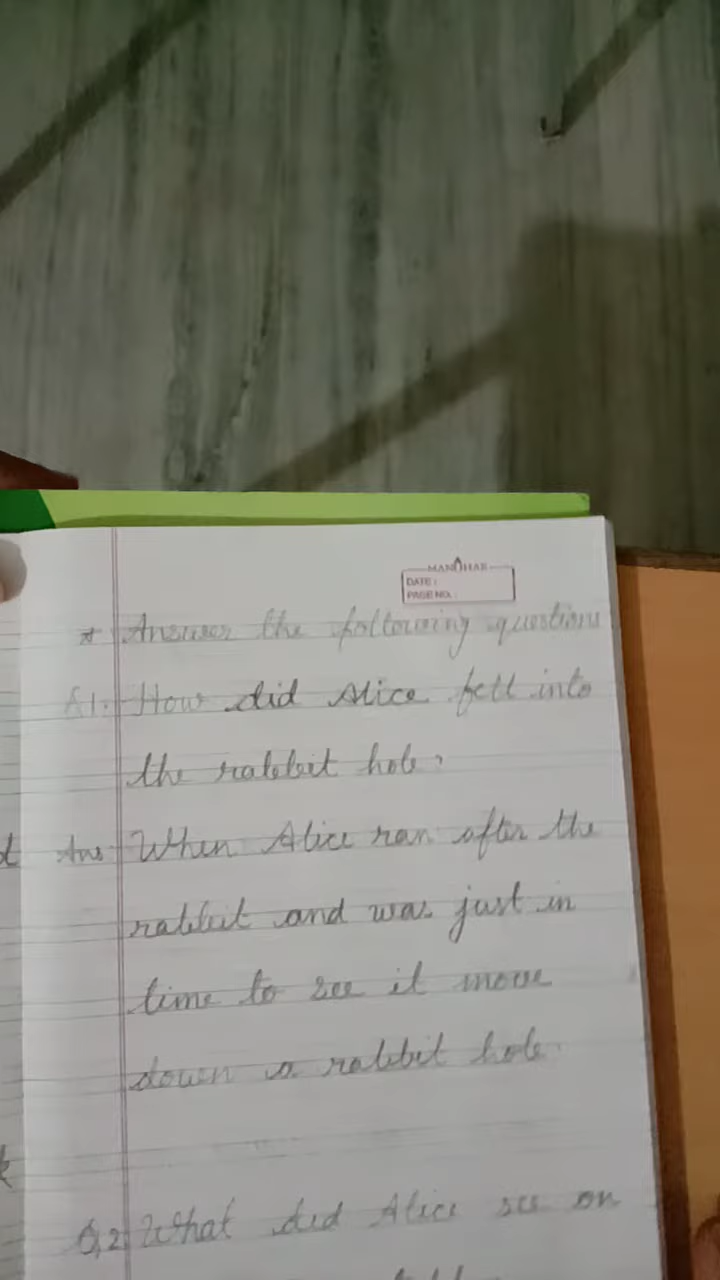 MANOHAR
DATE:
PAGE NO.:
* Answer the following questions
Q1. How did Alice fell into
the rabbit hole?
Ans When Alice ran after the
rabbit and was just in
time to see it move
down a rabbit hole.
Q.2. What did Alice see on